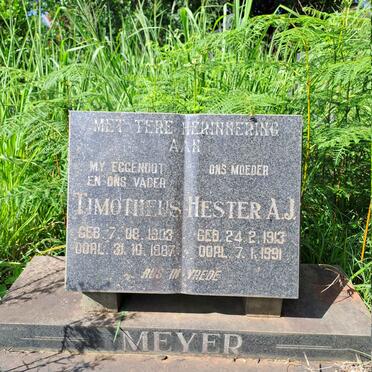 MET TERE HERINNERING
AAN
MY EGGENOOT
EN ONS VADER
TIMOTHEUS
GEB. 7. 08. 1903
OORL. 31. 10. 1987
ONS MOEDER
HESTER A.J.
GEB. 24. 2. 1913
OORL. 7. 1. 1991
RUS IN VREDE
MEYER